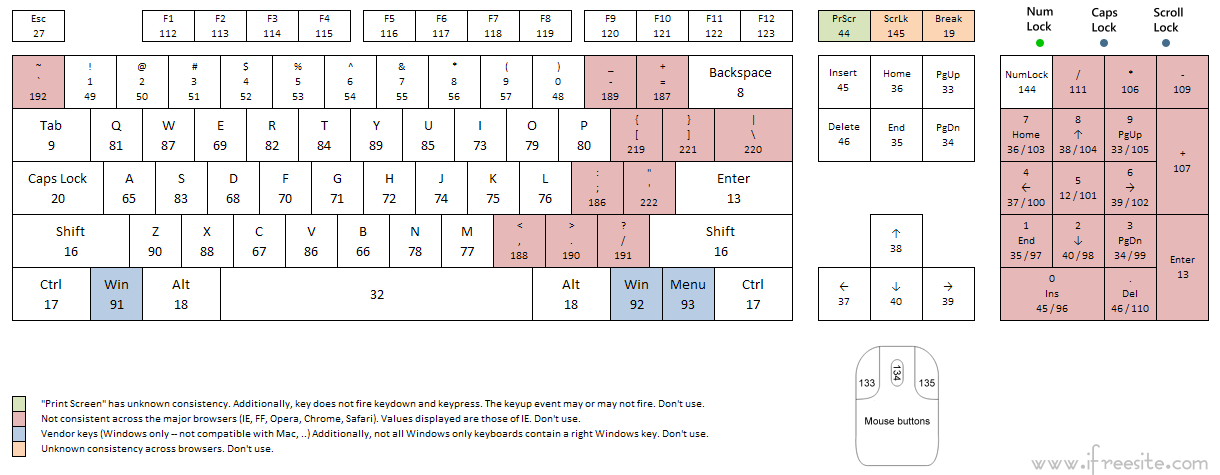 Esc F1 F2 F3 F4 F5 F6 F7 F8 F9 F10 F11 F12 PrScr ScrLk Break Num Lock Caps Lock Scroll Lock
27 112 113 114 115 116 117 118 119 120 121 122 123 44 145 19
~ ! @ # $ % ^ & * ( ) _ + Backspace Insert Home PgUp NumLock / * -
` 1 2 3 4 5 6 7 8 9 0 - =
192 49 50 51 52 53 54 55 56 57 48 189 187 8 45 36 33 144 111 106 109
Tab Q W E R T Y U I O P { } | Delete End PgDn 7 8 9 +
[ ] \ Home ↑ PgUp
9 81 87 69 82 84 89 85 73 79 80 219 221 220 46 35 34 36/103 38/104 33/105 107
Caps Lock A S D F G H J K L : " Enter 4 5 6
; ' ← →
20 65 83 68 70 71 72 74 75 76 186 222 13 37/100 12/101 39/102
Shift Z X C V B N M < > ? Shift ↑ 1 2 3 Enter
, . / End ↓ PgDn
16 90 88 67 86 66 78 77 188 190 191 16 38 35/97 40/98 34/99 13
Ctrl Win Alt 32 Alt Win Menu Ctrl ← ↓ → 0 .
Ins Del
17 91 18 18 92 93 17 37 40 39 45/96 46/110
133 134 135
Mouse buttons
"Print Screen" has unknown consistency. Additionally, key does not fire keydown and keypress. The keyup event may or may not fire. Don't use.
Not consistent across the major browsers (IE, FF, Opera, Chrome, Safari). Values displayed are those of IE. Don't use.
Vendor keys (Windows only -- not compatible with Mac, ..) Additionally, not all Windows only keyboards contain a right Windows key. Don't use.
Unknown consistency across browsers. Don't use.
www.ifreesite.com